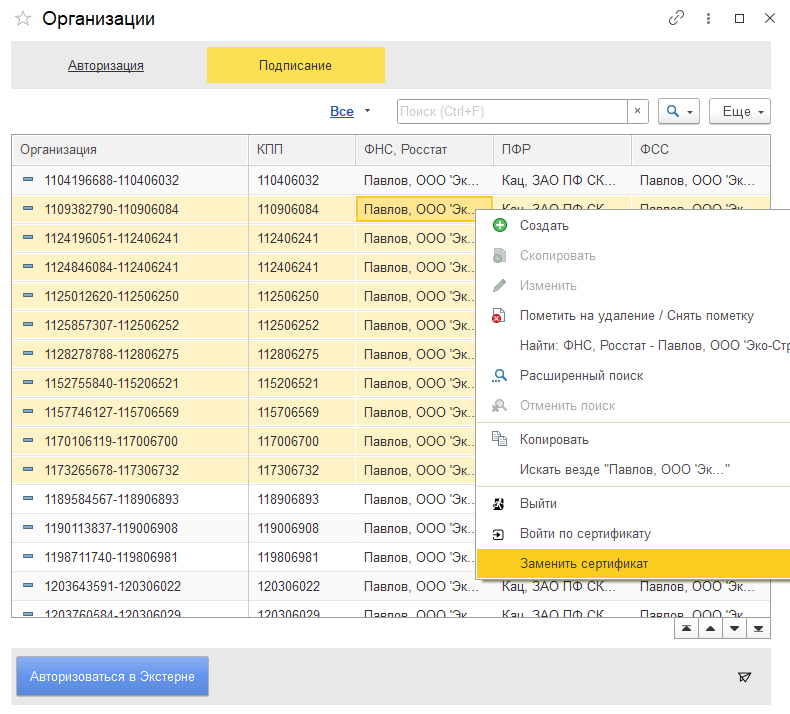 Организации
Авторизация Подписание
Все Поиск (Ctrl+F) × Еще
Организация КПП ФНС, Росстат ПФР ФСС
1104196688-110406032 110406032 Павлов, ООО 'Эк... Кац, ЗАО ПФ СК... Павлов, ООО 'Эк...
1109382790-110906084 110906084 Павлов, ООО 'Эк... Кац, ЗАО ПФ СК... Павлов, ООО 'Эк...
1124196051-112406241 112406241 Павлов, ООО 'Эк...
1124846084-112406241 112406241 Павлов, ООО 'Эк...
1125012620-112506250 112506250 Павлов, ООО 'Эк...
1125857307-112506252 112506252 Павлов, ООО 'Эк...
1128278788-112806275 112806275 Павлов, ООО 'Эк...
1152755840-115206521 115206521 Павлов, ООО 'Эк...
1157746127-115706569 115706569 Павлов, ООО 'Эк...
1170106119-117006700 117006700 Павлов, ООО 'Эк...
1173265678-117306732 117306732 Павлов, ООО 'Эк...
1189584567-118906893 118906893 Павлов, ООО 'Эк...
1190113837-119006908 119006908 Павлов, ООО 'Эк...
1198711740-119806981 119806981 Павлов, ООО 'Эк...
1203643591-120306022 120306022 Павлов, ООО 'Эк... Кац, ЗАО ПФ СК... Павлов, ООО 'Эк...
1203760584-120306029 120306029 Павлов, ООО 'Эк... Кац, ЗАО ПФ СК... Павлов, ООО 'Эк...
Создать
Скопировать
Изменить
Пометить на удаление / Снять пометку
Найти: ФНС, Росстат - Павлов, ООО 'Эко-Стр
Расширенный поиск
Отменить поиск
Копировать
Искать везде "Павлов, ООО 'Эк..."
Выйти
Войти по сертификату
Заменить сертификат
Авторизоваться в Экстерне